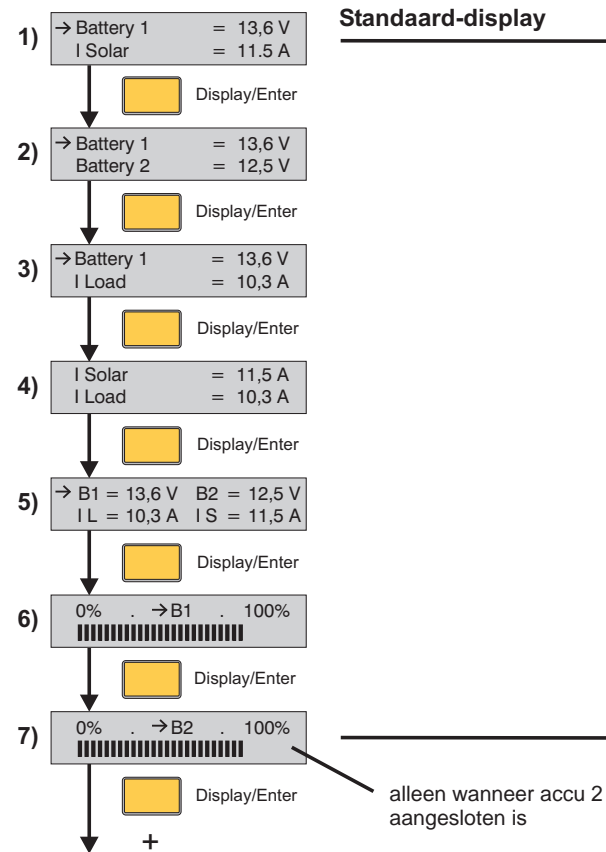 Standaard-display
1) → Battery 1 = 13,6 V
I Solar = 11.5 A
Display/Enter
2) → Battery 1 = 13,6 V
Battery 2 = 12,5 V
Display/Enter
3) → Battery 1 = 13,6 V
I Load = 10,3 A
Display/Enter
4) I Solar = 11,5 A
I Load = 10,3 A
Display/Enter
5) → B1 = 13,6 V B2 = 12,5 V
I L = 10,3 A I S = 11,5 A
Display/Enter
6) 0% . → B1 . 100%
Display/Enter
7) 0% . → B2 . 100%
Display/Enter
alleen wanneer accu 2
aangesloten is
+